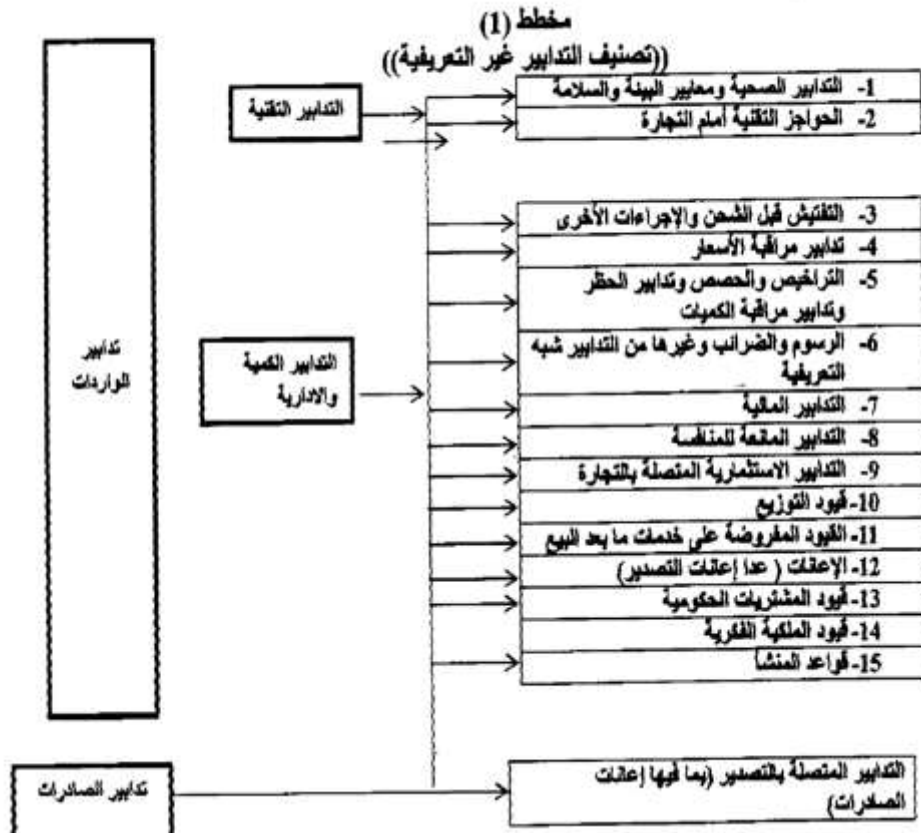 مخطط (1)
((تصنيف التدابير غير التعريفية))
تدابير
الواردات
التدابير التقنية
1- التدابير الصحية ومعايير البيئة والسلامة
2- الحواجز التقنية أمام التجارة
التدابير الكمية
والادارية
3- التفتيش قبل الشحن والإجراءات الأخرى
4- تدابير مراقبة الأسعار
5- التراخيص والحصص وتدابير الحظر
وتدابير مراقبة الكميات
6- الرسوم والضرائب وغيرها من التدابير شبه
التعريفية
7- التدابير المالية
8- التدابير المانعة للمنافسة
9- التدابير الاستثمارية المتصلة بالتجارة
10- قيود التوزيع
11- القيود المفروضة على خدمات ما بعد البيع
12- الإعانات (عدا إعانات التصدير)
13- قيود المشتريات الحكومية
14- قيود الملكية الفكرية
15- قواعد المنشا
تدابير الصادرات
التدابير المتصلة بالتصدير (بما فيها إعانات
الصادرات)